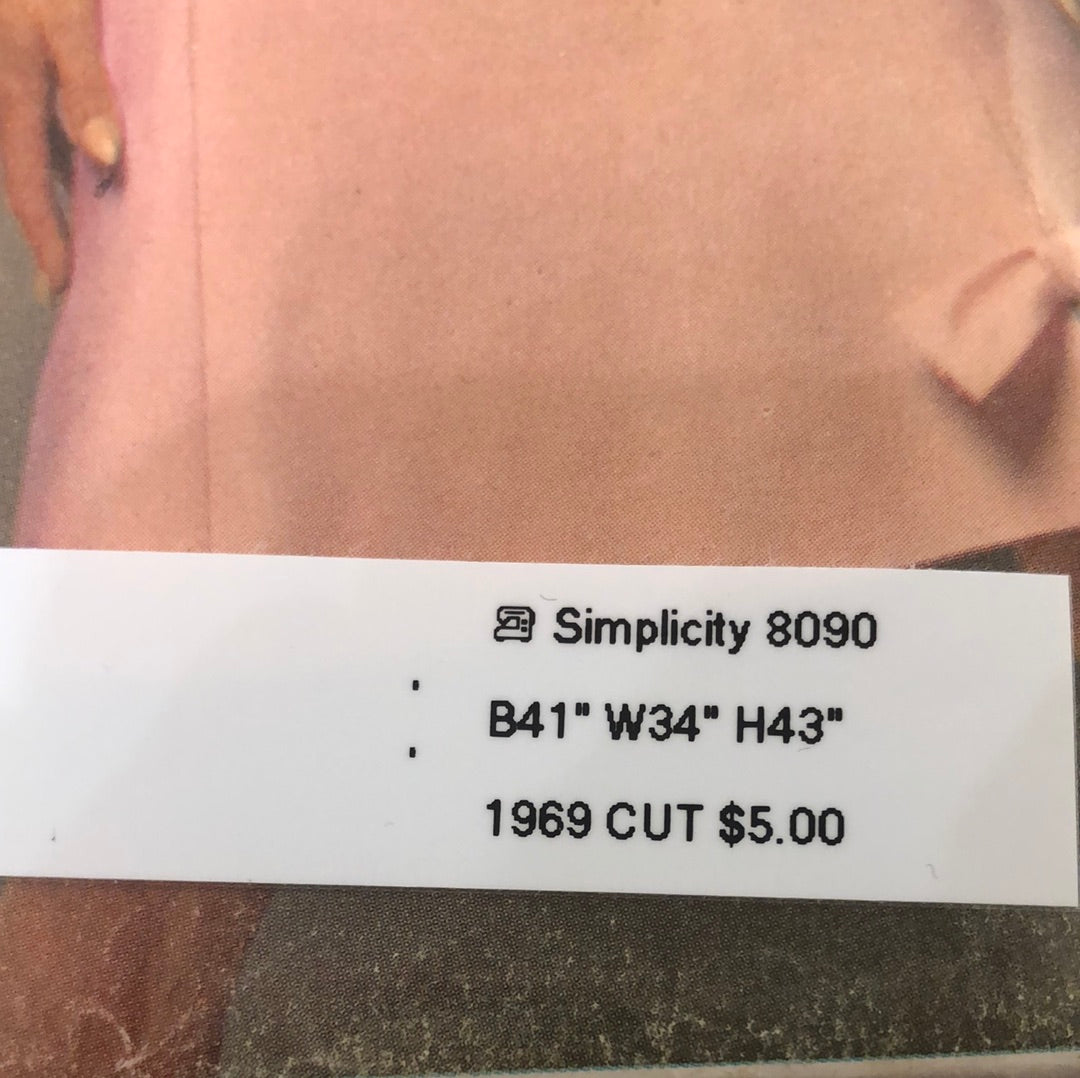 Simplicity 8090
B41" W34" H43"
1969 CUT $5.00